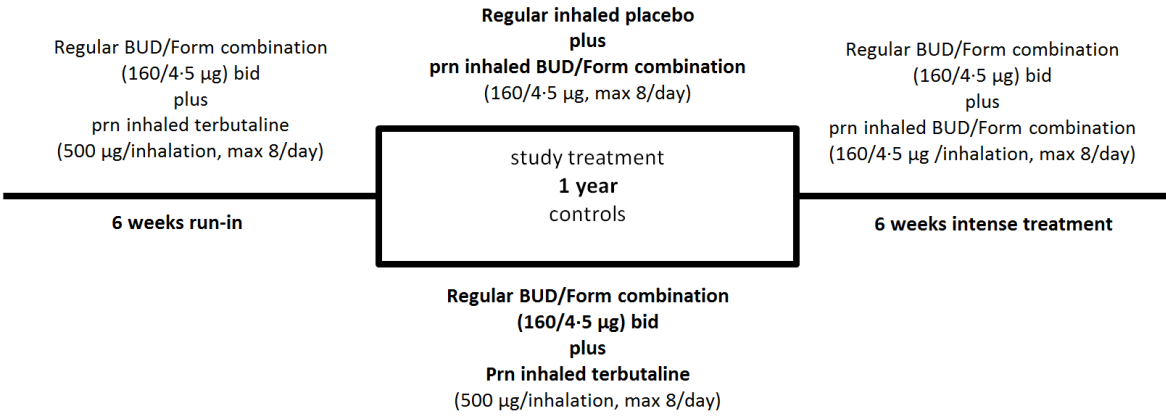 Regular BUD/Form combination
(160/4·5 µg) bid
plus
prn inhaled terbutaline
(500 µg/inhalation, max 8/day)
6 weeks run-in
Regular inhaled placebo
plus
prn inhaled BUD/Form combination
(160/4·5 µg, max 8/day)
study treatment
1 year
controls
Regular BUD/Form combination
(160/4·5 µg) bid
plus
Prn inhaled terbutaline
(500 µg/inhalation, max 8/day)
Regular BUD/Form combination
(160/4·5 µg) bid
plus
prn inhaled BUD/Form combination
(160/4·5 µg /inhalation, max 8/day)
6 weeks intense treatment